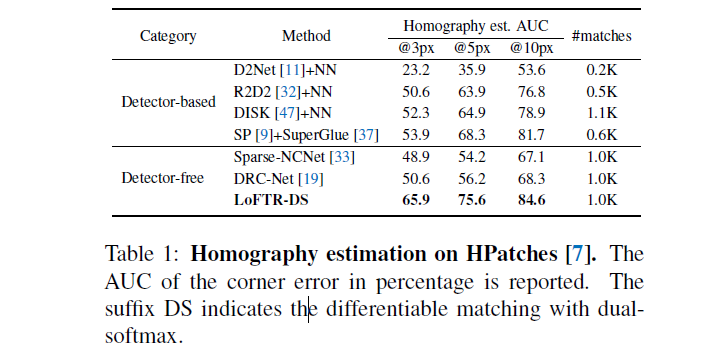 Category Method Homography est. AUC #matches
@3px @5px @10px
Detector-based
D2Net [11]+NN 23.2 35.9 53.6 0.2K
R2D2 [32]+NN 50.6 63.9 76.8 0.5K
DISK [47]+NN 52.3 64.9 78.9 1.1K
SP [9]+SuperGlue [37] 53.9 68.3 81.7 0.6K
Detector-free
Sparse-NCNet [33] 48.9 54.2 67.1 1.0K
DRC-Net [19] 50.6 56.2 68.3 1.0K
LoFTR-DS 65.9 75.6 84.6 1.0K
Table 1: Homography estimation on HPatches [7]. The
AUC of the corner error in percentage is reported. The
suffix DS indicates the differentiable matching with dual-
softmax.